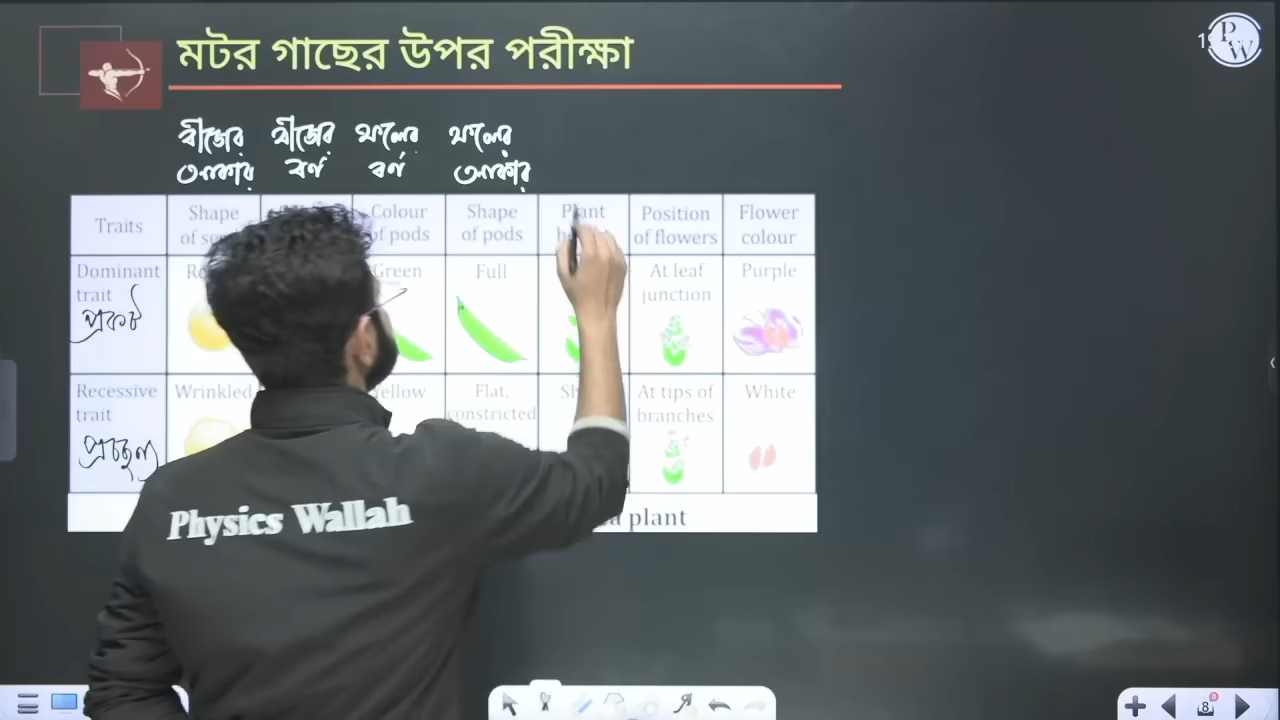 মটর গাছের উপর পরীক্ষা
বীজের আকার
বীজের বর্ণ
ফলের বর্ণ
ফলের আকার
Traits
Shape
Colour of pods
Shape of pods
Plant
Position of flowers
Flower colour
Dominant trait
প্রকট
Green
Full
At leaf junction
Purple
Recessive trait
প্রচ্ছন্ন
Wrinkled
Yellow
Flat, constricted
At tips of branches
White
plant
Physics Wallah
P
W
8